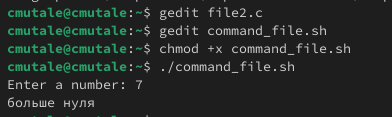 cmutale@cmutale:~$ gedit file2.c
cmutale@cmutale:~$ gedit command_file.sh
cmutale@cmutale:~$ chmod +x command_file.sh
cmutale@cmutale:~$ ./command_file.sh
Enter a number: 7
больше нуля